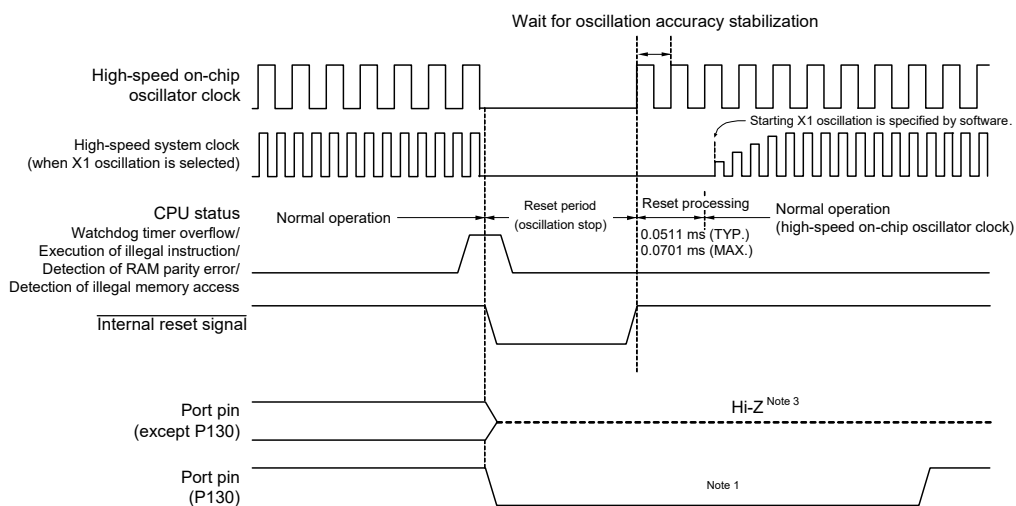 Wait for oscillation accuracy stabilization
High-speed on-chip
oscillator clock
Starting X1 oscillation is specified by software.
High-speed system clock
(when X1 oscillation is selected)
CPU status
Normal operation
Reset period
(oscillation stop)
Reset processing
0.0511 ms (TYP.)
0.0701 ms (MAX.)
Normal operation
(high-speed on-chip oscillator clock)
Watchdog timer overflow/
Execution of illegal instruction/
Detection of RAM parity error/
Detection of illegal memory access
Internal reset signal
Port pin
(except P130)
Hi-Z Note 3
Port pin
(P130)
Note 1